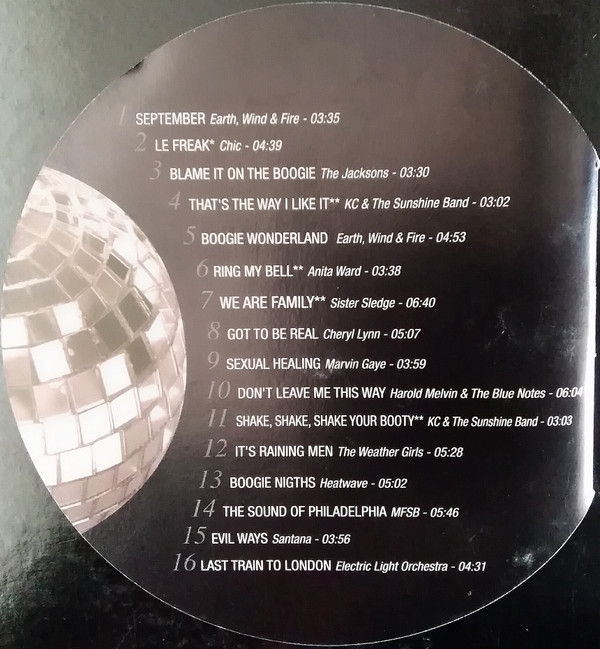 1 SEPTEMBER Earth, Wind & Fire - 03:35
2 LE FREAK* Chic - 04:39
3 BLAME IT ON THE BOOGIE The Jacksons - 03:30
4 THAT'S THE WAY I LIKE IT** KC & The Sunshine Band - 03:02
5 BOOGIE WONDERLAND Earth, Wind & Fire - 04:53
6 RING MY BELL** Anita Ward - 03:38
7 WE ARE FAMILY** Sister Sledge - 06:40
8 GOT TO BE REAL Cheryl Lynn - 05:07
9 SEXUAL HEALING Marvin Gaye - 03:59
10 DON'T LEAVE ME THIS WAY Harold Melvin & The Blue Notes - 06:04
11 SHAKE, SHAKE, SHAKE YOUR BOOTY** KC & The Sunshine Band - 03:03
12 IT'S RAINING MEN The Weather Girls - 05:28
13 BOOGIE NIGTHS Heatwave - 05:02
14 THE SOUND OF PHILADELPHIA MFSB - 05:46
15 EVIL WAYS Santana - 03:56
16 LAST TRAIN TO LONDON Electric Light Orchestra - 04:31